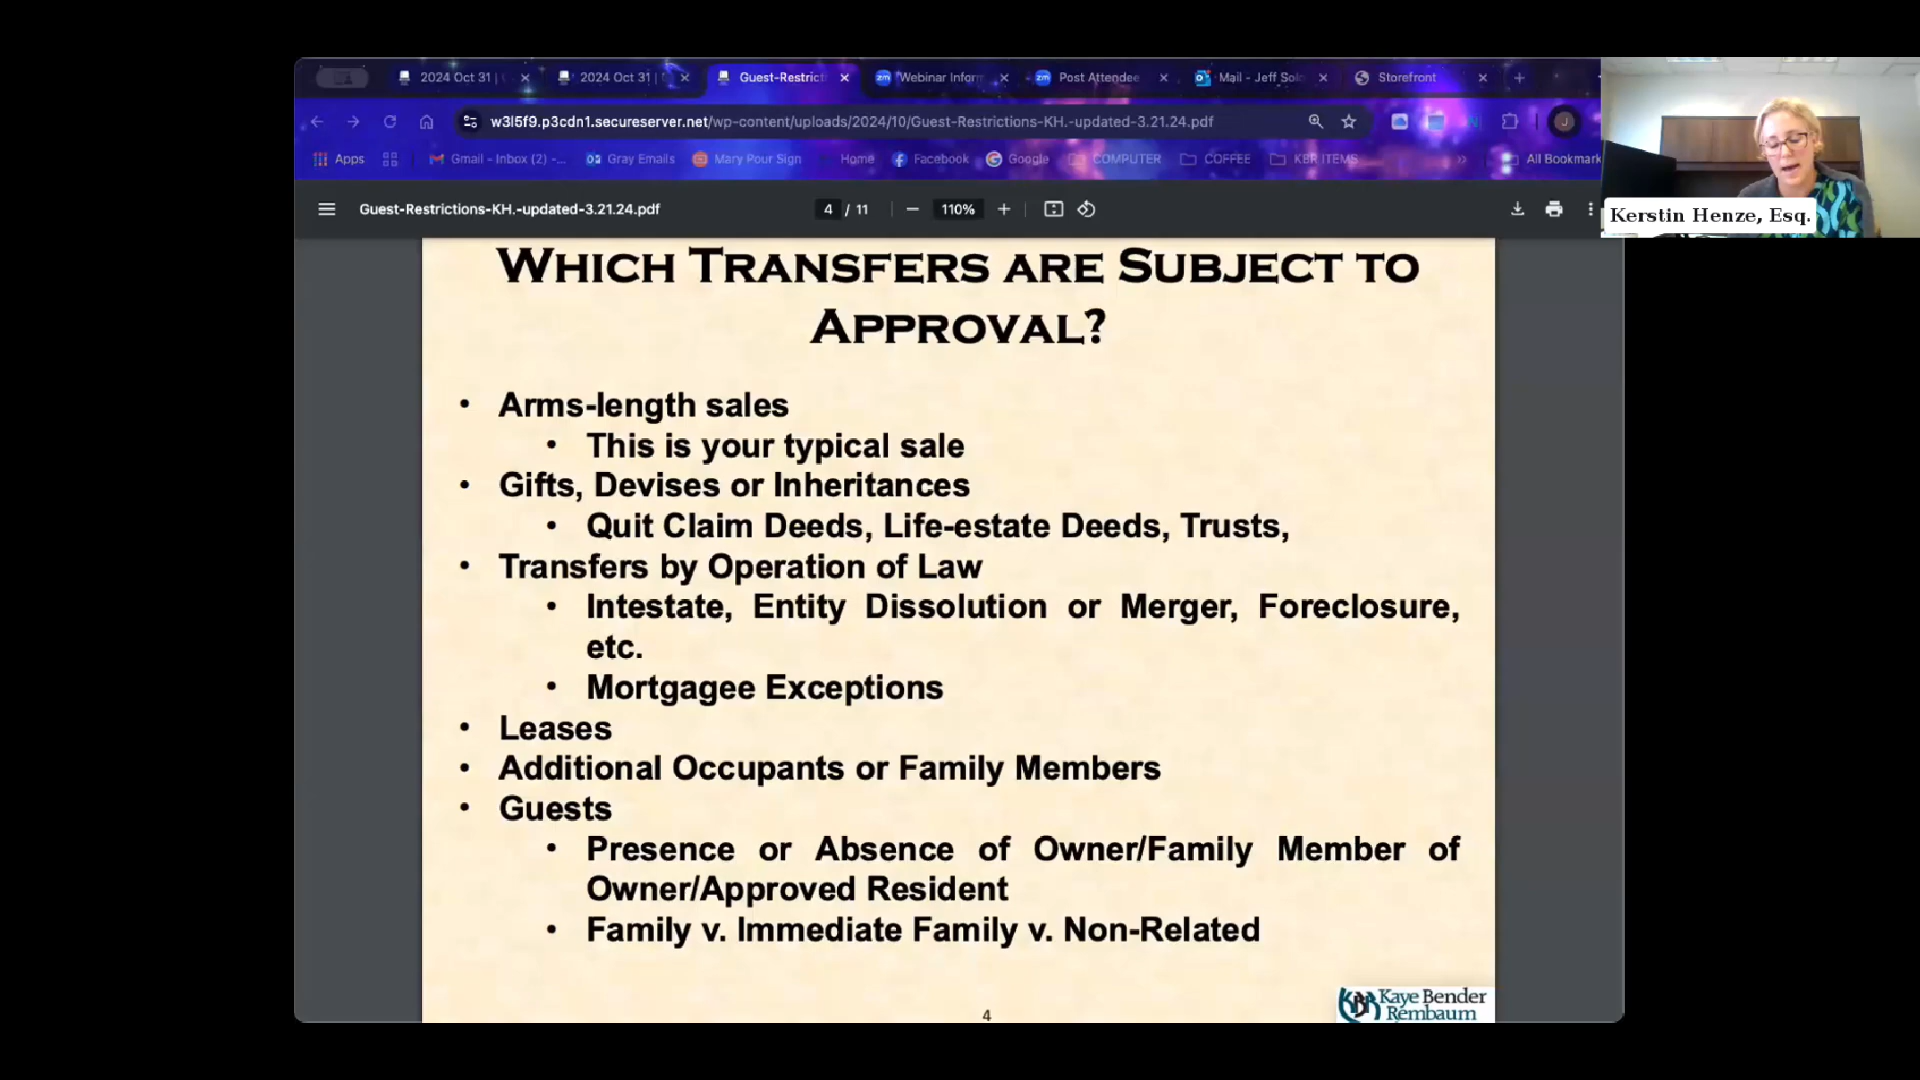 2024 Oct 31 |
2024 Oct 31 |
Guest-Restrict
Webinar Inform
Post Attendee
Mail - Jeff Solo
Storefront
w3l5f9.p3cdn1.secureserver.net/wp-content/uploads/2024/10/Guest-Restrictions-KH.-updated-3.21.24.pdf
Apps
Gmail - Inbox (2) -...
Gray Emails
Mary Pour Sign
Home
Facebook
Google
COMPUTER
COFFEE
KBR ITEMS
All Bookmark
Guest-Restrictions-KH.-updated-3.21.24.pdf
4 / 11
110%
Kerstin Henze, Esq.
WHICH TRANSFERS ARE SUBJECT TO
APPROVAL?
• Arms-length sales
• This is your typical sale
• Gifts, Devises or Inheritances
• Quit Claim Deeds, Life-estate Deeds, Trusts,
• Transfers by Operation of Law
• Intestate, Entity Dissolution or Merger, Foreclosure,
etc.
• Mortgagee Exceptions
• Leases
• Additional Occupants or Family Members
• Guests
• Presence or Absence of Owner/Family Member of
Owner/Approved Resident
• Family v. Immediate Family v. Non-Related
4
KBR Kaye Bender
Rembaum